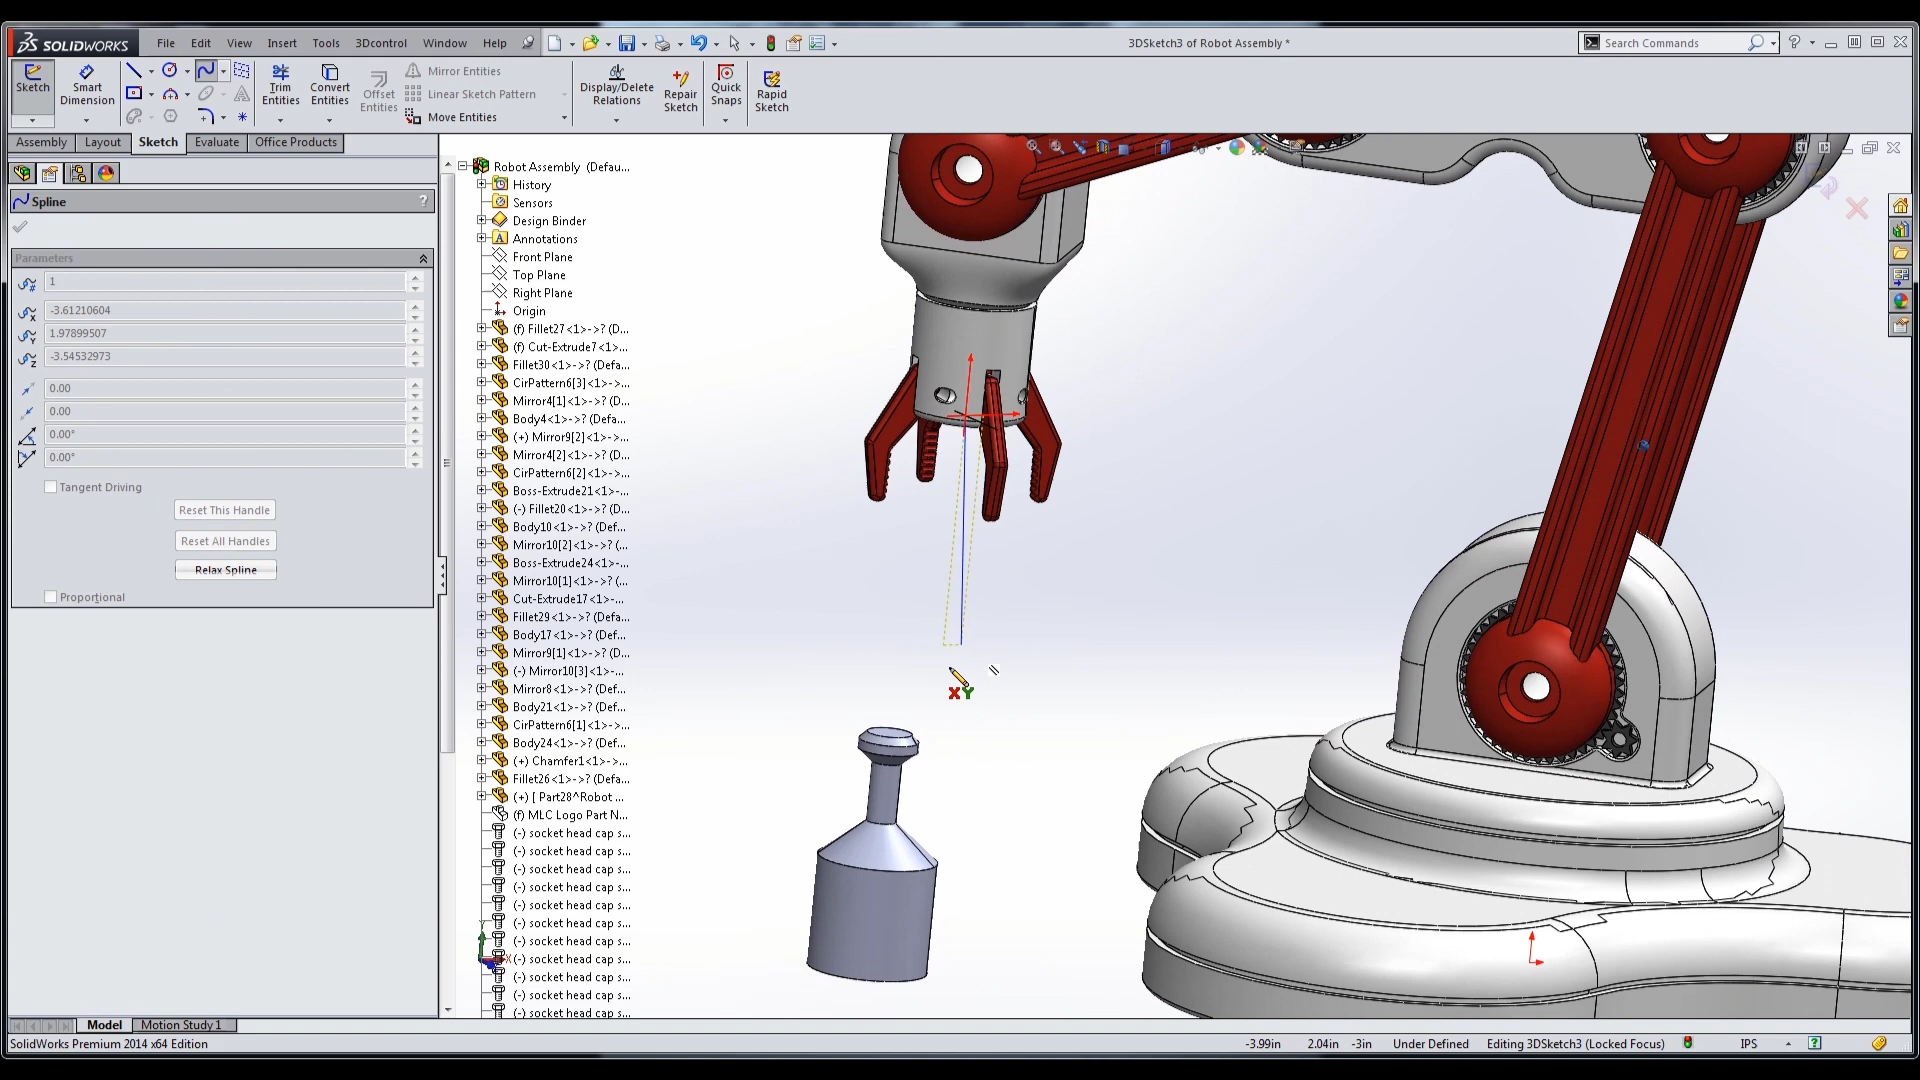 SOLIDWORKS
File Edit View Insert Tools 3Dcontrol Window Help
3DSketch3 of Robot Assembly *
Search Commands
Sketch
Smart Dimension
Trim Entities
Convert Entities
Offset Entities
Mirror Entities
Linear Sketch Pattern
Move Entities
Display/Delete Relations
Repair Sketch
Quick Snaps
Rapid Sketch
Assembly Layout Sketch Evaluate Office Products
Spline ?
Parameters
1
-3.61210604
1.97899507
-3.54532973
0.00
0.00
0.00°
0.00°
Tangent Driving
Reset This Handle
Reset All Handles
Relax Spline
Proportional
Robot Assembly (Defau...
History
Sensors
Design Binder
Annotations
Front Plane
Top Plane
Right Plane
Origin
(f) Fillet27<1>->? (D...
(f) Cut-Extrude7<1>...
Fillet30<1>->? (Defa...
CirPattern6[3]<1>->...
Mirror4[1]<1>->? (D...
Body4<1>->? (Defa...
(+) Mirror9[2]<1>->...
Mirror4[2]<1>->? (D...
CirPattern6[2]<1>->...
Boss-Extrude21<1>-...
(-) Fillet20<1>->? (D...
Body10<1>->? (Def...
Mirror10[2]<1>->? (...
Boss-Extrude24<1>-...
Mirror10[1]<1>->? (...
Cut-Extrude17<1>-...
Fillet29<1>->? (Defa...
Body17<1>->? (Def...
Mirror9[1]<1>->? (D...
(-) Mirror10[3]<1>-...
Mirror8<1>->? (Def...
Body21<1>->? (Def...
CirPattern6[1]<1>->...
Body24<1>->? (Def...
(+) Chamfer1<1>->...
Fillet26<1>->? (Defa...
(+) [ Part28^Robot ...
(f) MLC Logo Part N...
(-) socket head cap s...
(-) socket head cap s...
(-) socket head cap s...
(-) socket head cap s...
(-) socket head cap s...
(-) socket head cap s...
(-) socket head cap s...
(-) socket head cap s...
(-) socket head cap s...
(-) socket head cap s...
(-) socket head cap s...
XY
Y
X
Model Motion Study 1
SolidWorks Premium 2014 x64 Edition
-3.99in 2.04in -3in Under Defined Editing 3DSketch3 (Locked Focus) IPS